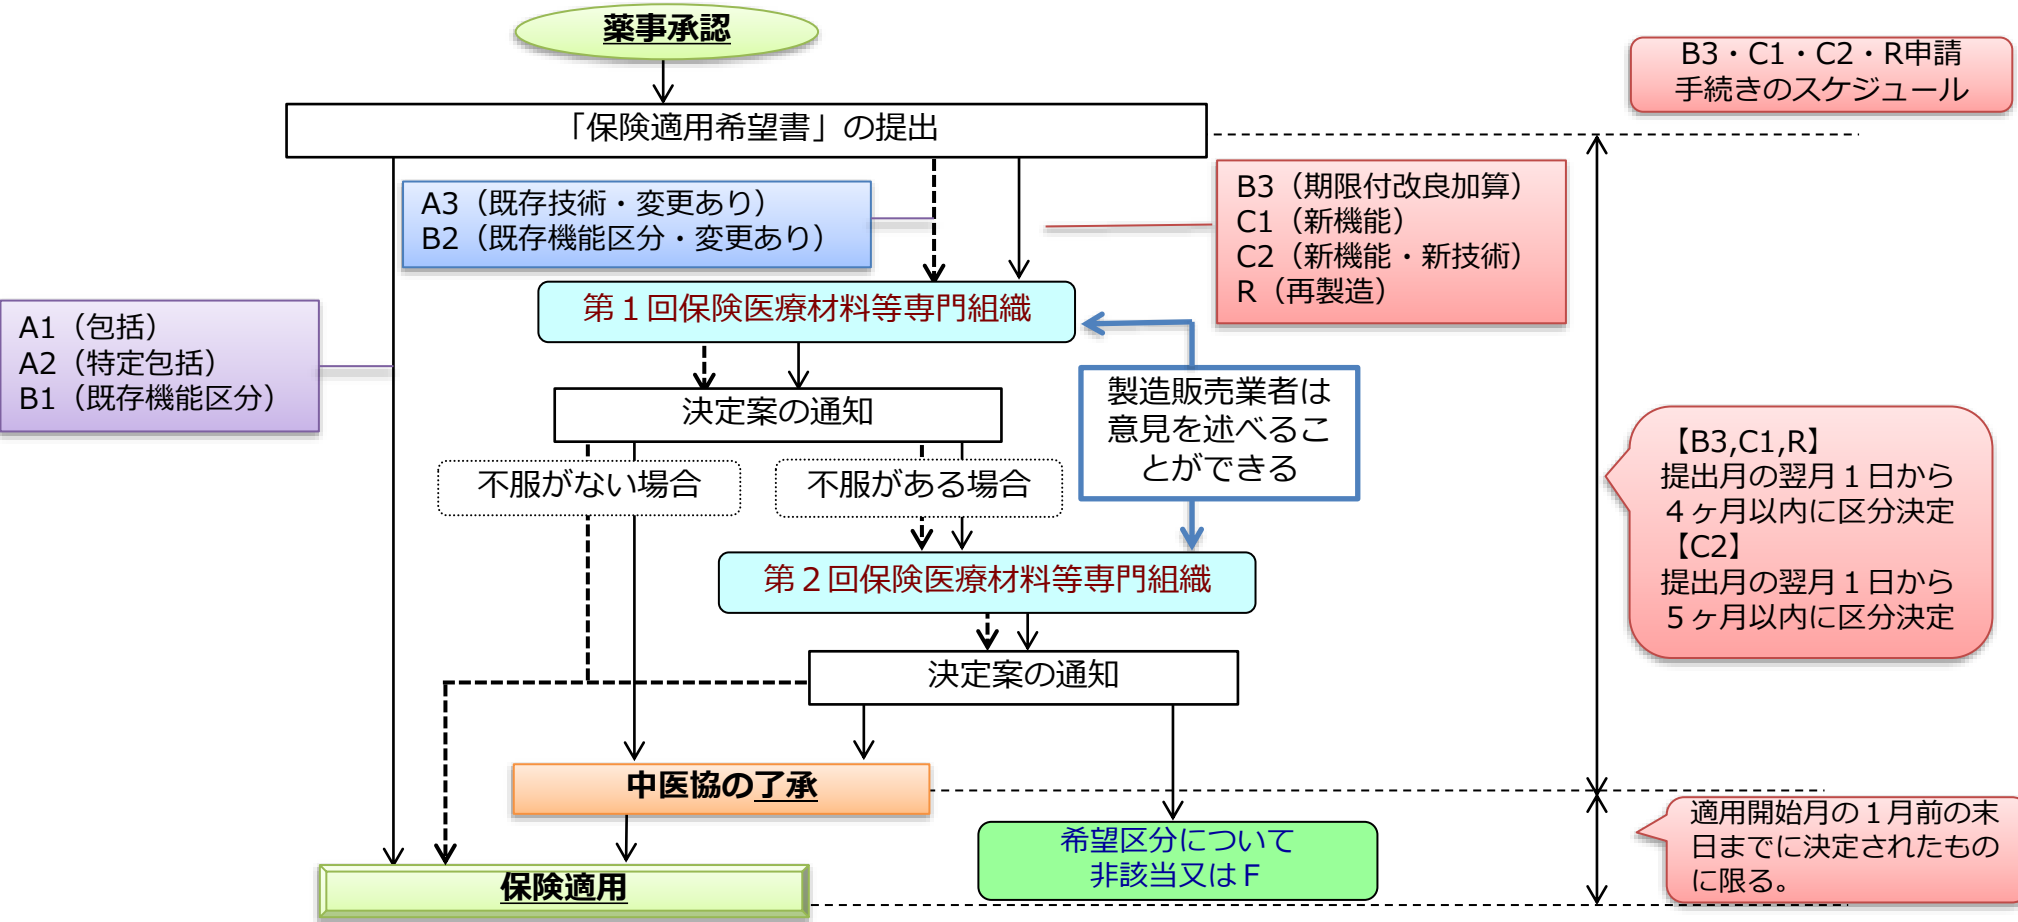 薬事承認
B3・C1・C2・R申請
手続きのスケジュール
「保険適用希望書」の提出
A3（既存技術・変更あり）
B2（既存機能区分・変更あり）
B3（期限付改良加算）
C1（新機能）
C2（新機能・新技術）
R（再製造）
第１回保険医療材料等専門組織
A1（包括）
A2（特定包括）
B1（既存機能区分）
決定案の通知
製造販売業者は
意見を述べるこ
とができる
不服がない場合
不服がある場合
【B3,C1,R】
提出月の翌月１日から
４ヶ月以内に区分決定
【C2】
提出月の翌月１日から
５ヶ月以内に区分決定
第２回保険医療材料等専門組織
決定案の通知
中医協の了承
適用開始月の１月前の末
日までに決定されたもの
に限る。
希望区分について
非該当又はＦ
保険適用